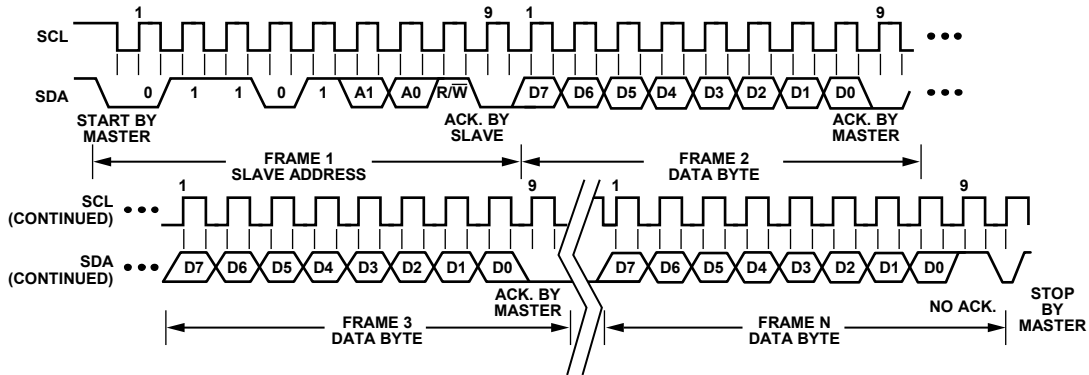 1 9 1 9
SCL
SDA 0 1 1 0 1 A1 A0 R/W̅ D7 D6 D5 D4 D3 D2 D1 D0
START BY MASTER
ACK. BY SLAVE
ACK. BY MASTER
FRAME 1
SLAVE ADDRESS
FRAME 2
DATA BYTE
1 9 1 9
SCL
(CONTINUED)
SDA
(CONTINUED)
D7 D6 D5 D4 D3 D2 D1 D0 D7 D6 D5 D4 D3 D2 D1 D0
ACK. BY
MASTER
NO ACK.
STOP
BY
MASTER
FRAME 3
DATA BYTE
FRAME N
DATA BYTE